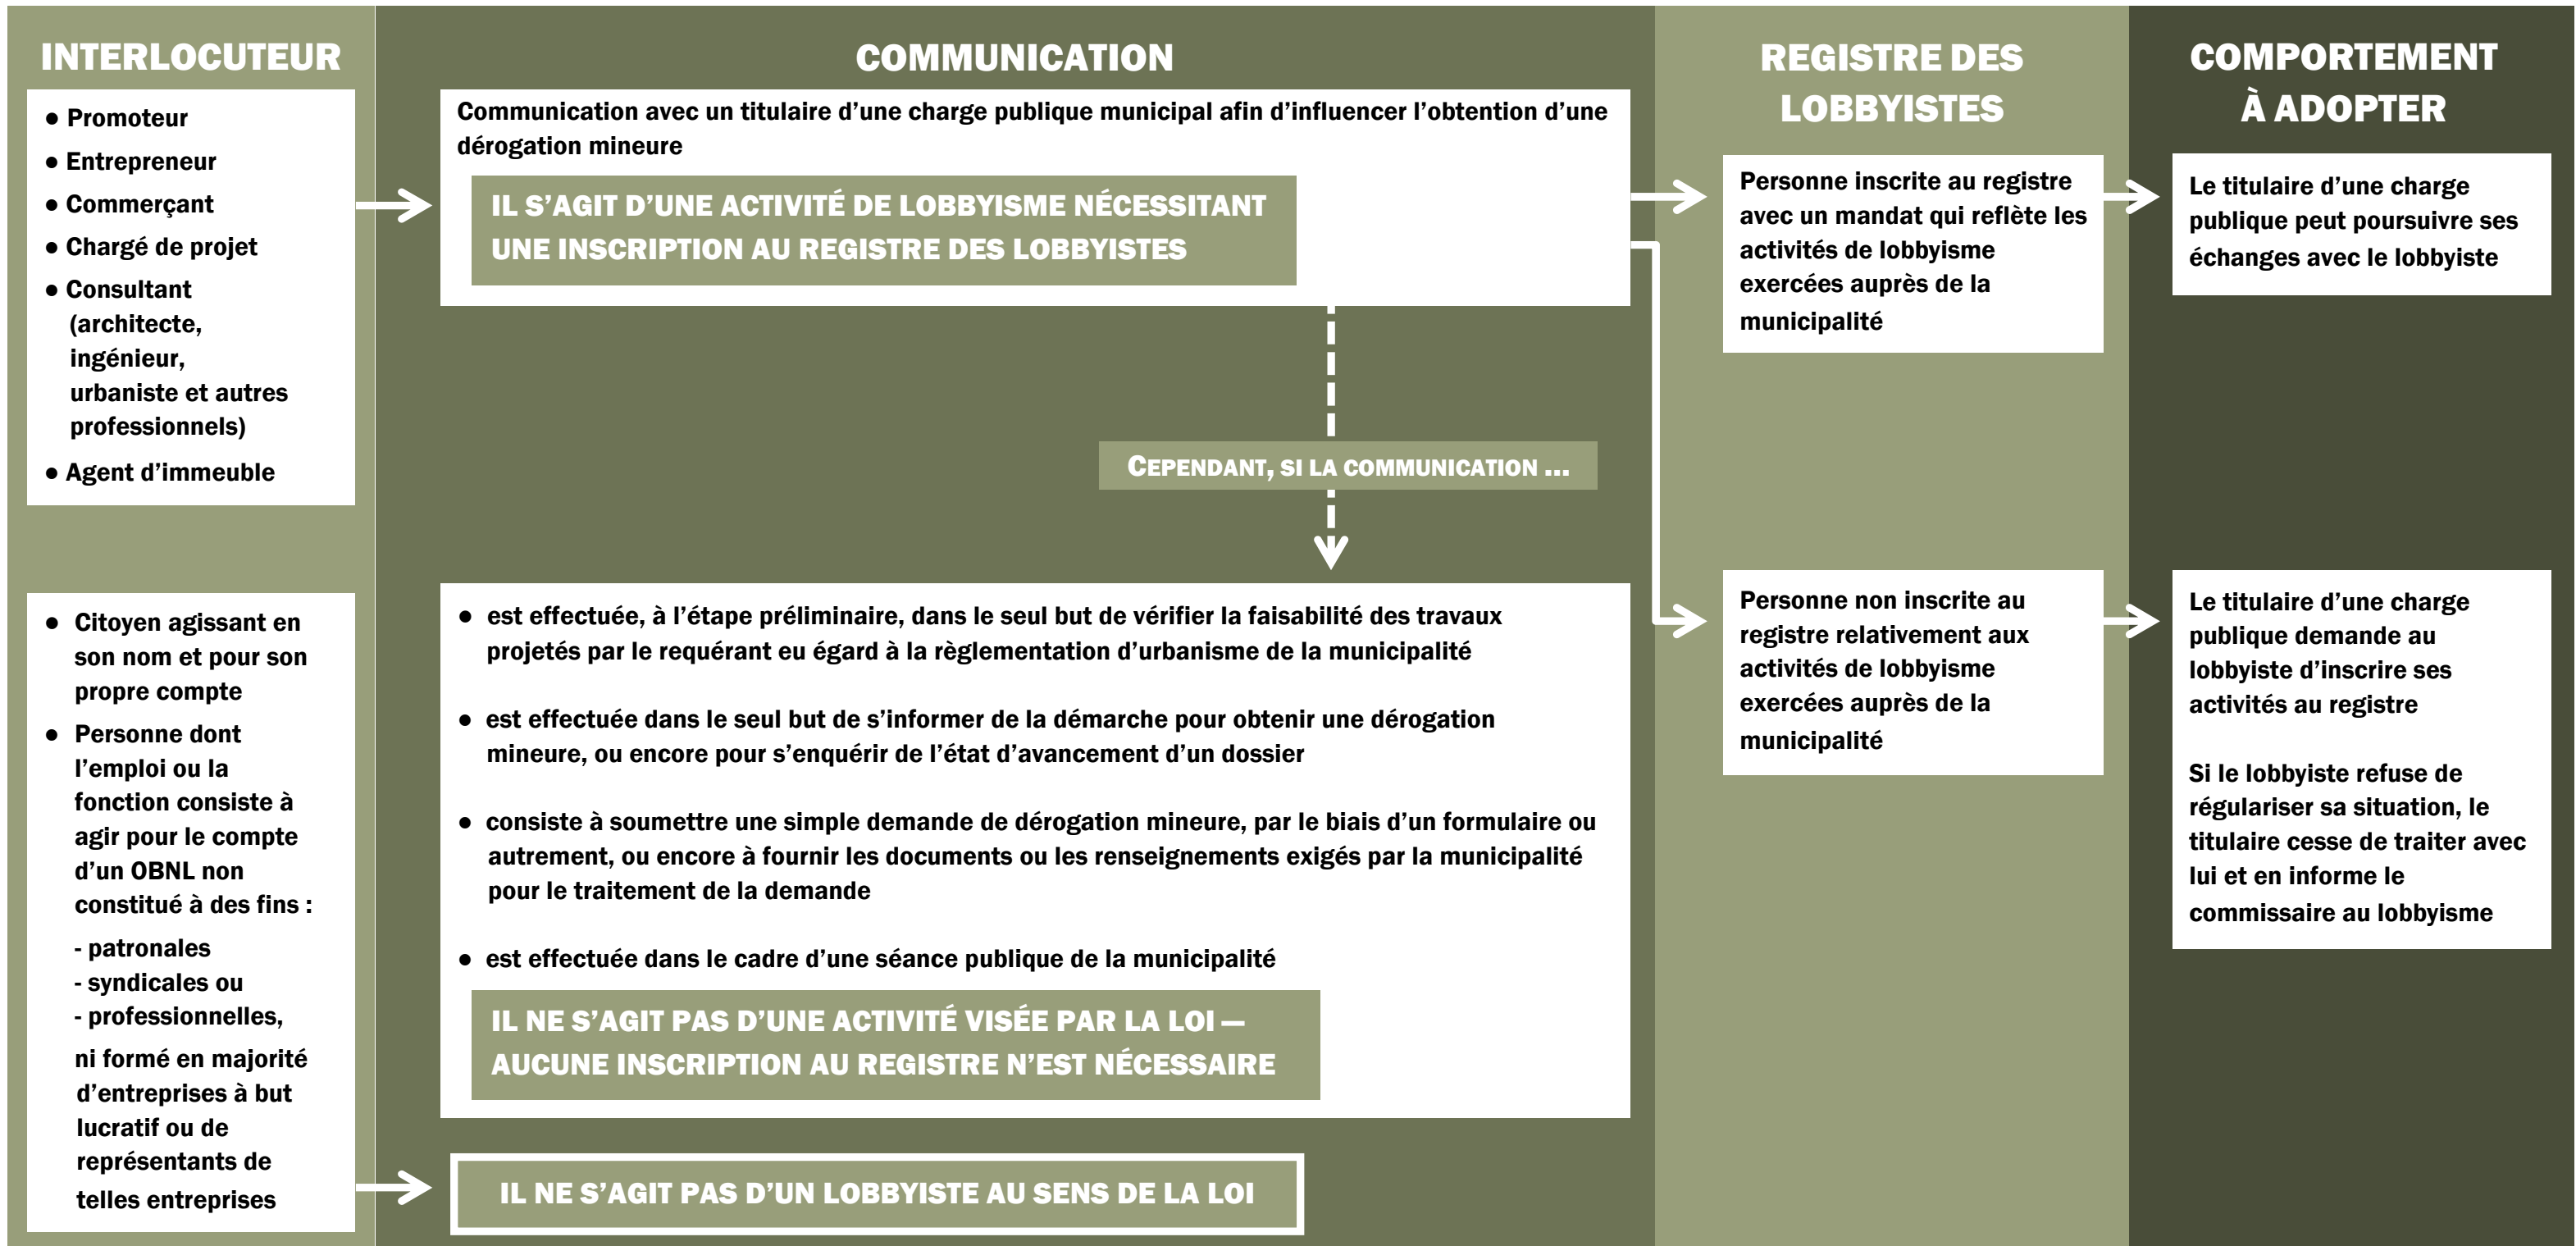 INTERLOCUTEUR
● Promoteur
● Entrepreneur
● Commerçant
● Chargé de projet
● Consultant
(architecte,
ingénieur,
urbaniste et autres
professionnels)
● Agent d’immeuble
● Citoyen agissant en
son nom et pour son
propre compte
● Personne dont
l’emploi ou la
fonction consiste à
agir pour le compte
d’un OBNL non
constitué à des fins :
- patronales
- syndicales ou
- professionnelles,
ni formé en majorité
d’entreprises à but
lucratif ou de
représentants de
telles entreprises
COMMUNICATION
Communication avec un titulaire d’une charge publique municipal afin d’influencer l’obtention d’une
dérogation mineure
IL S’AGIT D’UNE ACTIVITÉ DE LOBBYISME NÉCESSITANT
UNE INSCRIPTION AU REGISTRE DES LOBBYISTES
CEPENDANT, SI LA COMMUNICATION ...
● est effectuée, à l’étape préliminaire, dans le seul but de vérifier la faisabilité des travaux
projetés par le requérant eu égard à la règlementation d’urbanisme de la municipalité
● est effectuée dans le seul but de s’informer de la démarche pour obtenir une dérogation
mineure, ou encore pour s’enquérir de l’état d’avancement d’un dossier
● consiste à soumettre une simple demande de dérogation mineure, par le biais d’un formulaire ou
autrement, ou encore à fournir les documents ou les renseignements exigés par la municipalité
pour le traitement de la demande
● est effectuée dans le cadre d’une séance publique de la municipalité
IL NE S’AGIT PAS D’UNE ACTIVITÉ VISÉE PAR LA LOI —
AUCUNE INSCRIPTION AU REGISTRE N’EST NÉCESSAIRE
IL NE S’AGIT PAS D’UN LOBBYISTE AU SENS DE LA LOI
REGISTRE DES
LOBBYISTES
Personne inscrite au registre
avec un mandat qui reflète les
activités de lobbyisme
exercées auprès de la
municipalité
Personne non inscrite au
registre relativement aux
activités de lobbyisme
exercées auprès de la
municipalité
COMPORTEMENT
À ADOPTER
Le titulaire d’une charge
publique peut poursuivre ses
échanges avec le lobbyiste
Le titulaire d’une charge
publique demande au
lobbyiste d’inscrire ses
activités au registre
Si le lobbyiste refuse de
régulariser sa situation, le
titulaire cesse de traiter avec
lui et en informe le
commissaire au lobbyisme